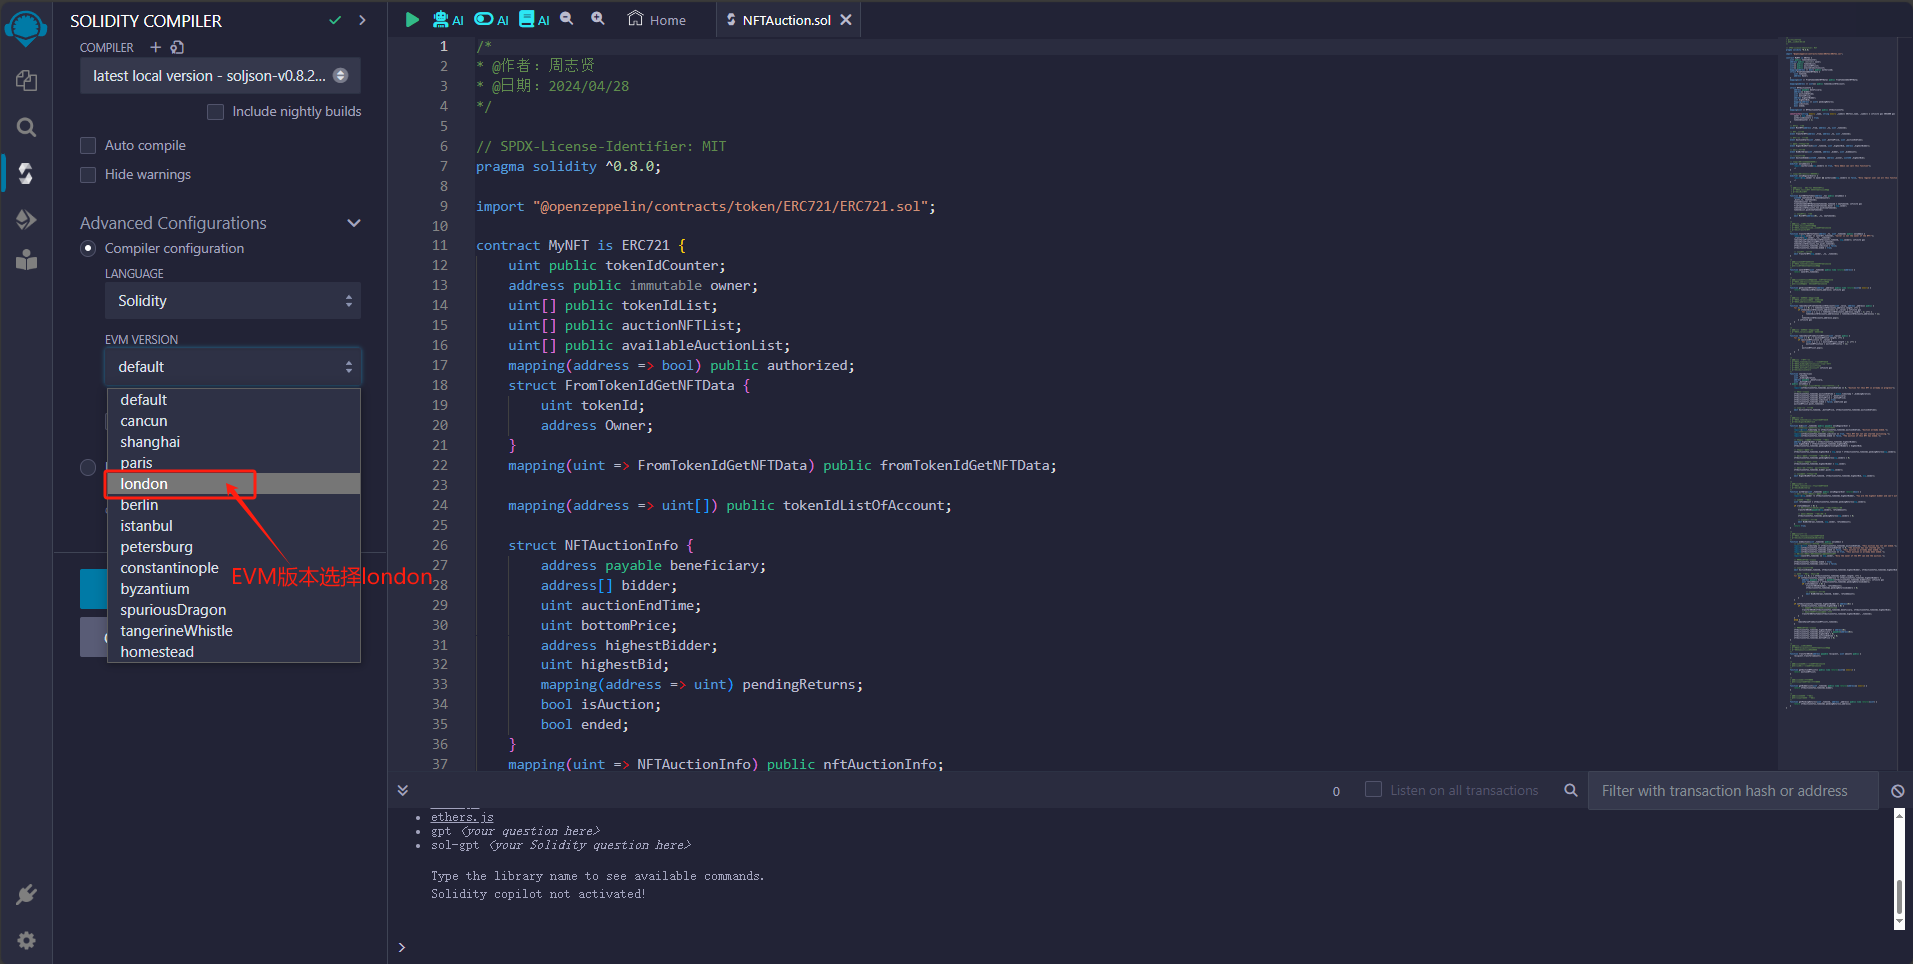 SOLIDITY COMPILER
COMPILER
latest local version - soljson-v0.8.2...
Include nightly builds
Auto compile
Hide warnings
Advanced Configurations
Compiler configuration
LANGUAGE
Solidity
EVM VERSION
default
default
cancun
shanghai
paris
london
berlin
istanbul
petersburg
constantinople
byzantium
spuriousDragon
tangerineWhistle
homestead
EVM版本选择london
AI
AI
AI
Home
NFTAuction.sol
1 /*
2 * @作者: 周志贤
3 * @日期: 2024/04/28
4 */
5
6 // SPDX-License-Identifier: MIT
7 pragma solidity ^0.8.0;
8
9 import "@openzeppelin/contracts/token/ERC721/ERC721.sol";
10
11 contract MyNFT is ERC721 {
12 uint public tokenIdCounter;
13 address public immutable owner;
14 uint[] public tokenIdList;
15 uint[] public auctionNFTList;
16 uint[] public availableAuctionList;
17 mapping(address => bool) public authorized;
18 struct FromTokenIdGetNFTData {
19 uint tokenId;
20 address Owner;
21 }
22 mapping(uint => FromTokenIdGetNFTData) public fromTokenIdGetNFTData;
23
24 mapping(address => uint[]) public tokenIdListOfAccount;
25
26 struct NFTAuctionInfo {
27 address payable beneficiary;
28 address[] bidder;
29 uint auctionEndTime;
30 uint bottomPrice;
31 address highestBidder;
32 uint highestBid;
33 mapping(address => uint) pendingReturns;
34 bool isAuction;
35 bool ended;
36 }
37 mapping(uint => NFTAuctionInfo) public nftAuctionInfo;
0
Listen on all transactions
Filter with transaction hash or address
ethers.js
gpt <your question here>
sol-gpt <your Solidity question here>
Type the library name to see available commands.
Solidity copilot not activated!
>